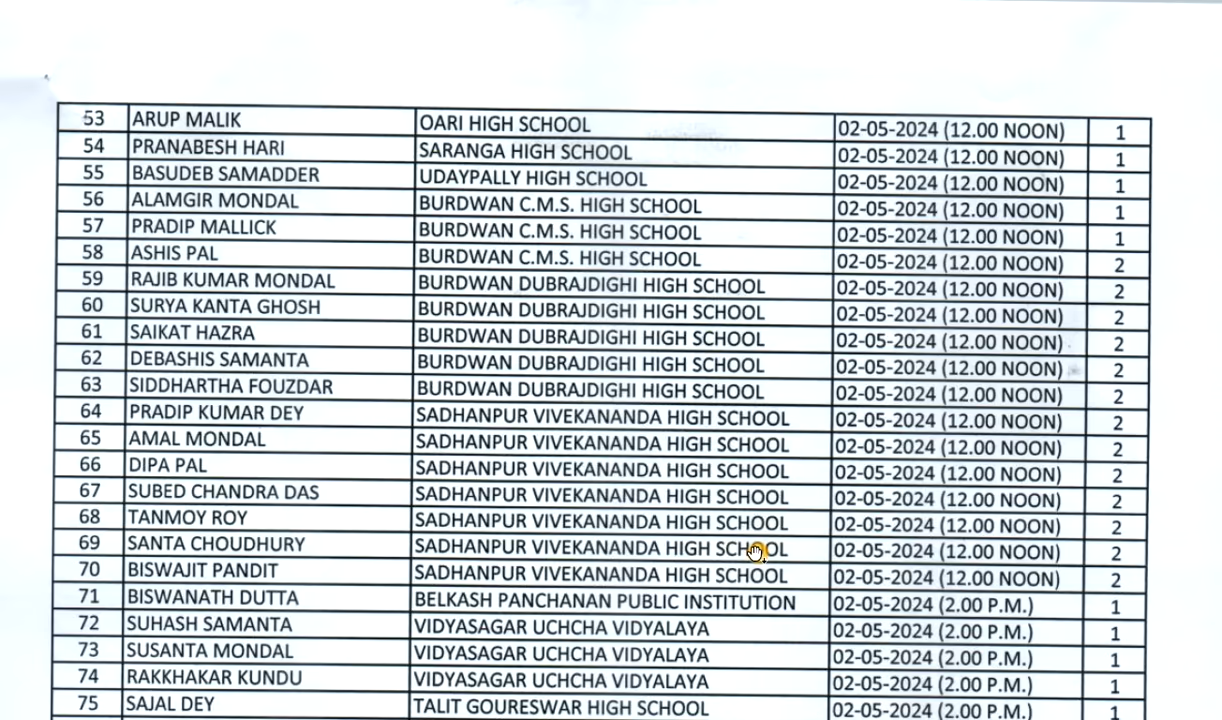 53 ARUP MALIK OARI HIGH SCHOOL 02-05-2024 (12.00 NOON) 1
54 PRANABESH HARI SARANGA HIGH SCHOOL 02-05-2024 (12.00 NOON) 1
55 BASUDEB SAMADDER UDAYPALLY HIGH SCHOOL 02-05-2024 (12.00 NOON) 1
56 ALAMGIR MONDAL BURDWAN C.M.S. HIGH SCHOOL 02-05-2024 (12.00 NOON) 1
57 PRADIP MALLICK BURDWAN C.M.S. HIGH SCHOOL 02-05-2024 (12.00 NOON) 1
58 ASHIS PAL BURDWAN C.M.S. HIGH SCHOOL 02-05-2024 (12.00 NOON) 2
59 RAJIB KUMAR MONDAL BURDWAN DUBRAJDIGHI HIGH SCHOOL 02-05-2024 (12.00 NOON) 2
60 SURYA KANTA GHOSH BURDWAN DUBRAJDIGHI HIGH SCHOOL 02-05-2024 (12.00 NOON) 2
61 SAIKAT HAZRA BURDWAN DUBRAJDIGHI HIGH SCHOOL 02-05-2024 (12.00 NOON) 2
62 DEBASHIS SAMANTA BURDWAN DUBRAJDIGHI HIGH SCHOOL 02-05-2024 (12.00 NOON) 2
63 SIDDHARTHA FOUZDAR BURDWAN DUBRAJDIGHI HIGH SCHOOL 02-05-2024 (12.00 NOON) 2
64 PRADIP KUMAR DEY SADHANPUR VIVEKANANDA HIGH SCHOOL 02-05-2024 (12.00 NOON) 2
65 AMAL MONDAL SADHANPUR VIVEKANANDA HIGH SCHOOL 02-05-2024 (12.00 NOON) 2
66 DIPA PAL SADHANPUR VIVEKANANDA HIGH SCHOOL 02-05-2024 (12.00 NOON) 2
67 SUBED CHANDRA DAS SADHANPUR VIVEKANANDA HIGH SCHOOL 02-05-2024 (12.00 NOON) 2
68 TANMOY ROY SADHANPUR VIVEKANANDA HIGH SCHOOL 02-05-2024 (12.00 NOON) 2
69 SANTA CHOUDHURY SADHANPUR VIVEKANANDA HIGH SCHOOL 02-05-2024 (12.00 NOON) 2
70 BISWAJIT PANDIT SADHANPUR VIVEKANANDA HIGH SCHOOL 02-05-2024 (12.00 NOON) 2
71 BISWANATH DUTTA BELKASH PANCHANAN PUBLIC INSTITUTION 02-05-2024 (2.00 P.M.) 1
72 SUHASH SAMANTA VIDYASAGAR UCHCHA VIDYALAYA 02-05-2024 (2.00 P.M.) 1
73 SUSANTA MONDAL VIDYASAGAR UCHCHA VIDYALAYA 02-05-2024 (2.00 P.M.) 1
74 RAKKHAKAR KUNDU VIDYASAGAR UCHCHA VIDYALAYA 02-05-2024 (2.00 P.M.) 1
75 SAJAL DEY TALIT GOURESWAR HIGH SCHOOL 02-05-2024 (2.00 P.M.) 1